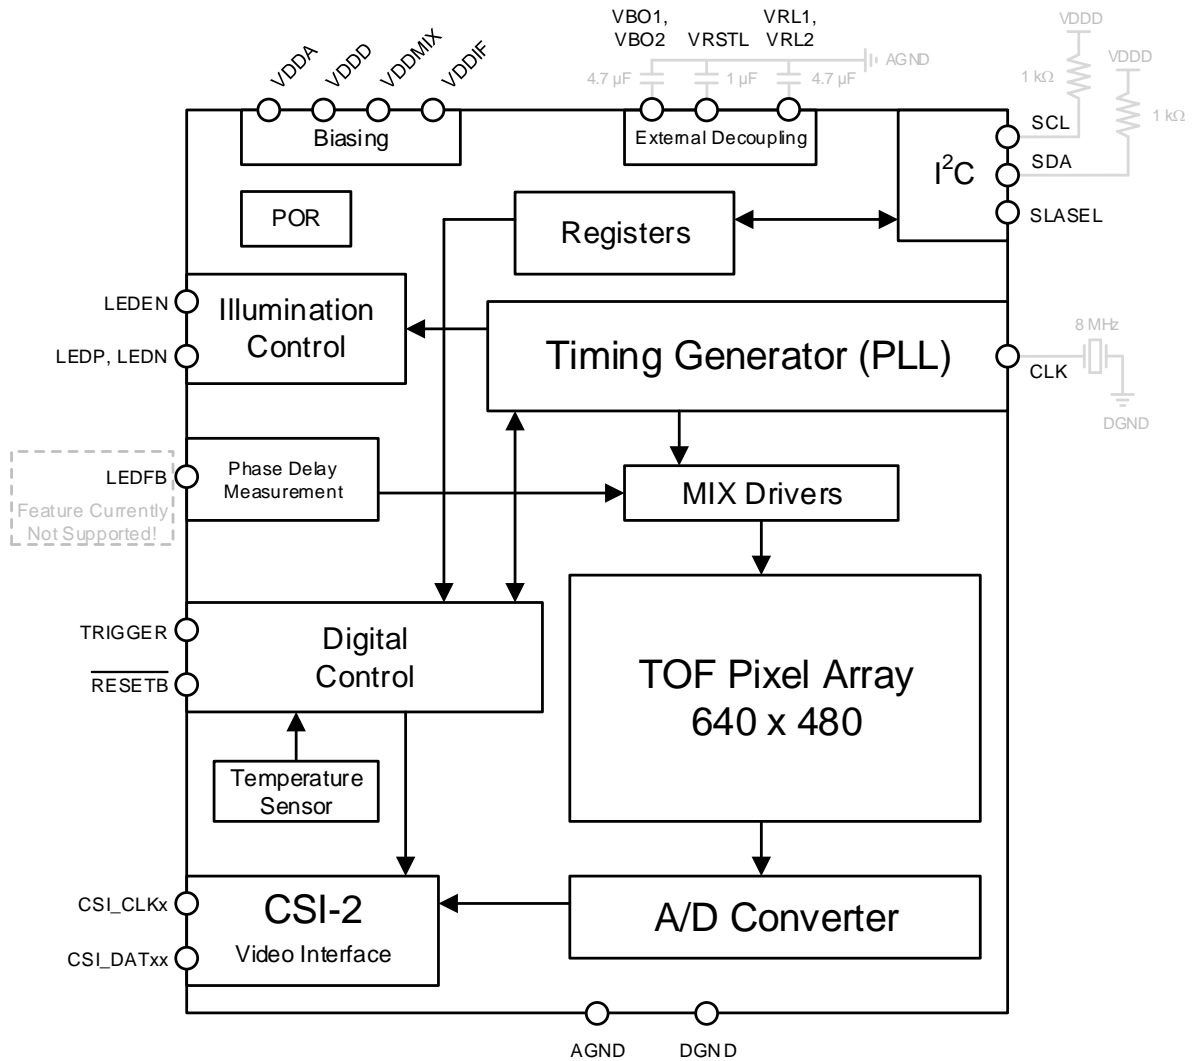 VDDA
VDDD
VDDMIX
VDDIF
VBO1,
VBO2
VRSTL
VRL1,
VRL2
4.7 µF
1 µF
4.7 µF
AGND
VDDD
1 kΩ
VDDD
1 kΩ
Biasing
External Decoupling
I²C
SCL
SDA
SLASEL
POR
Registers
LEDEN
LEDP, LEDN
Illumination
Control
Timing Generator (PLL)
8 MHz
CLK
DGND
LEDFB
Feature Currently
Not Supported!
Phase Delay
Measurement
MIX Drivers
TRIGGER
RESETB
Digital
Control
TOF Pixel Array
640 x 480
Temperature
Sensor
CSI_CLKx
CSI_DATxx
CSI-2
Video Interface
A/D Converter
AGND
DGND